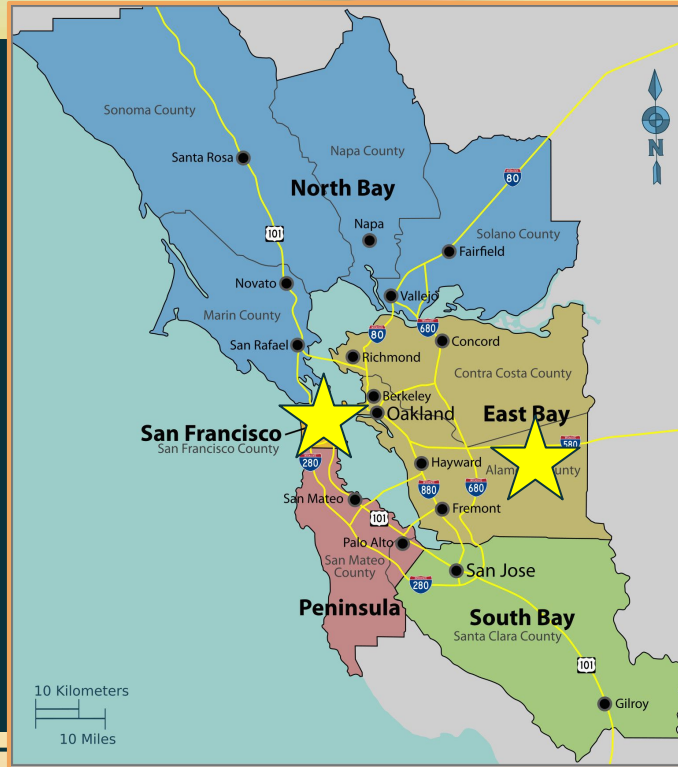 Sonoma County
Napa County
Santa Rosa
North Bay
N
80
101
Napa
Solano County
Fairfield
Novato
Vallejo
Marin County
80
680
San Rafael
Concord
Richmond
Contra Costa County
Berkeley
Oakland
East Bay
San Francisco
San Francisco County
580
280
Hayward
880
680
San Mateo
Fremont
101
Palo Alto
San Mateo
County
San Jose
280
Peninsula
South Bay
Santa Clara County
101
10 Kilometers
10 Miles
Gilroy